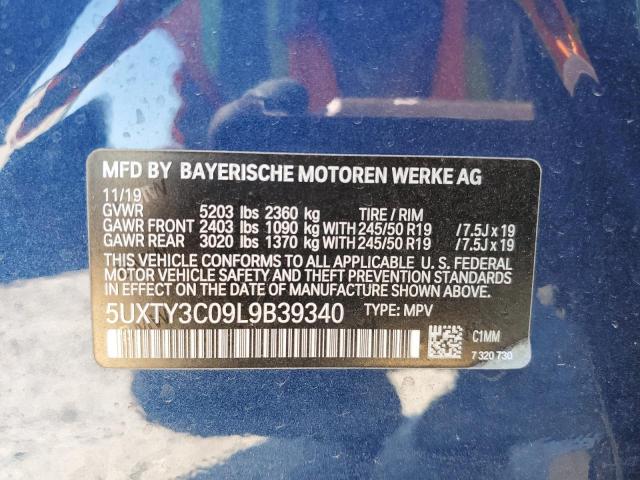 MFD BY BAYERISCHE MOTOREN WERKE AG
11/19
GVWR 5203 lbs 2360 kg TIRE / RIM
GAWR FRONT 2403 lbs 1090 kg WITH 245/50 R19 / 7.5J x 19
GAWR REAR 3020 lbs 1370 kg WITH 245/50 R19 / 7.5J x 19
THIS VEHICLE CONFORMS TO ALL APPLICABLE U. S. FEDERAL
MOTOR VEHICLE SAFETY AND THEFT PREVENTION STANDARDS
IN EFFECT ON THE DATE OF MANUFACTURE SHOWN ABOVE.
5UXTY3C09L9B39340 TYPE: MPV
C1MM
7 320 730